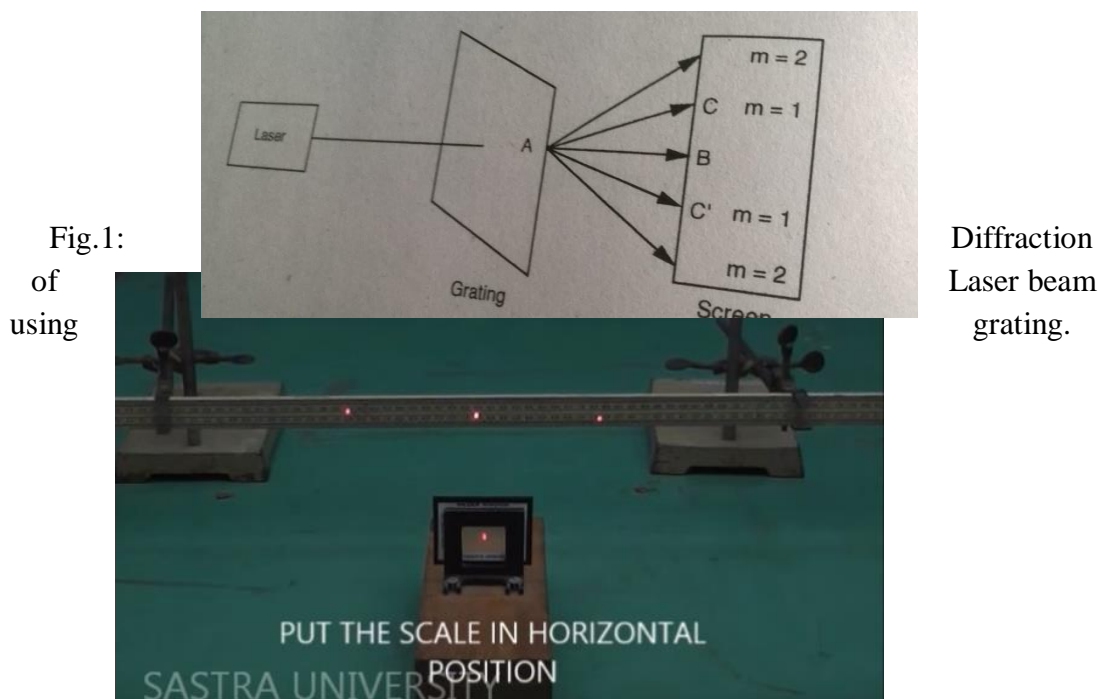 m = 2
Laser
A
C m = 1
B
C' m = 1
m = 2
Grating
Screen
Fig.1: Diffraction
of Laser beam
using grating.
PUT THE SCALE IN HORIZONTAL
POSITION
SASTRA UNIVERSITY